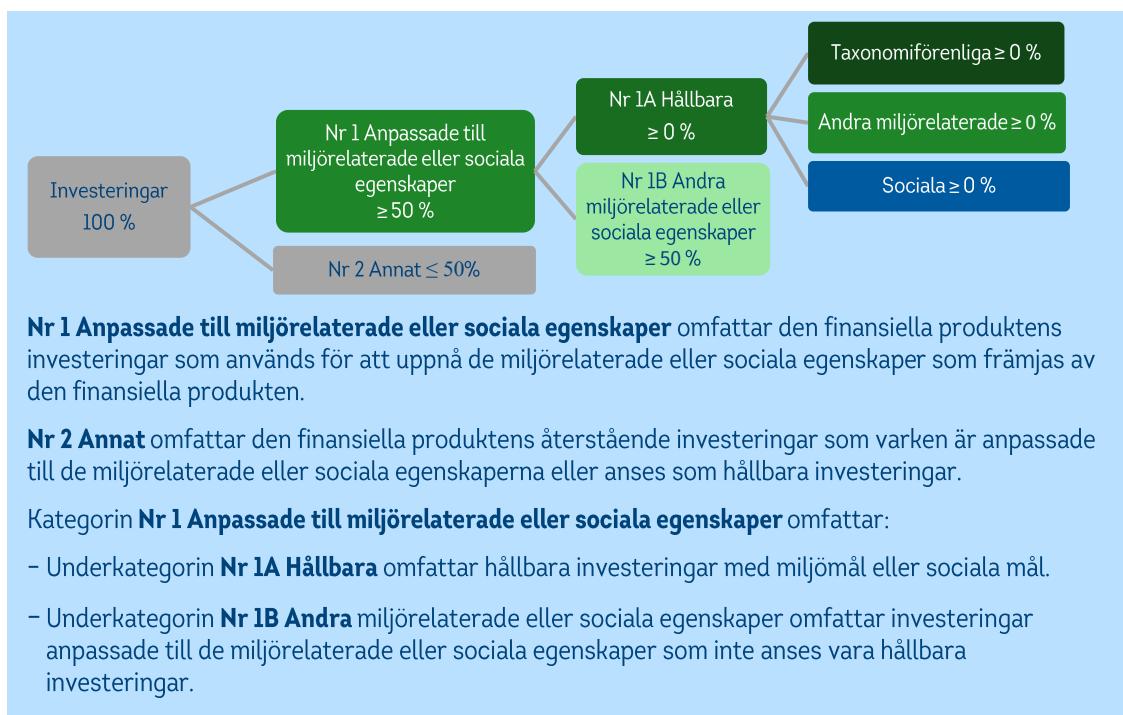 Investeringar
100 %
Nr 1 Anpassade till
miljörelaterade eller sociala
egenskaper
≥ 50 %
Nr 2 Annat ≤ 50%
Nr 1A Hållbara
≥ 0 %
Nr 1B Andra
miljörelaterade eller
sociala egenskaper
≥ 50 %
Taxonomiförenliga ≥ 0 %
Andra miljörelaterade ≥ 0 %
Sociala ≥ 0 %
Nr 1 Anpassade till miljörelaterade eller sociala egenskaper omfattar den finansiella produktens
investeringar som används för att uppnå de miljörelaterade eller sociala egenskaper som främjas av
den finansiella produkten.
Nr 2 Annat omfattar den finansiella produktens återstående investeringar som varken är anpassade
till de miljörelaterade eller sociala egenskaperna eller anses som hållbara investeringar.
Kategorin Nr 1 Anpassade till miljörelaterade eller sociala egenskaper omfattar:
– Underkategorin Nr 1A Hållbara omfattar hållbara investeringar med miljömål eller sociala mål.
– Underkategorin Nr 1B Andra miljörelaterade eller sociala egenskaper omfattar investeringar
anpassade till de miljörelaterade eller sociala egenskaper som inte anses vara hållbara
investeringar.